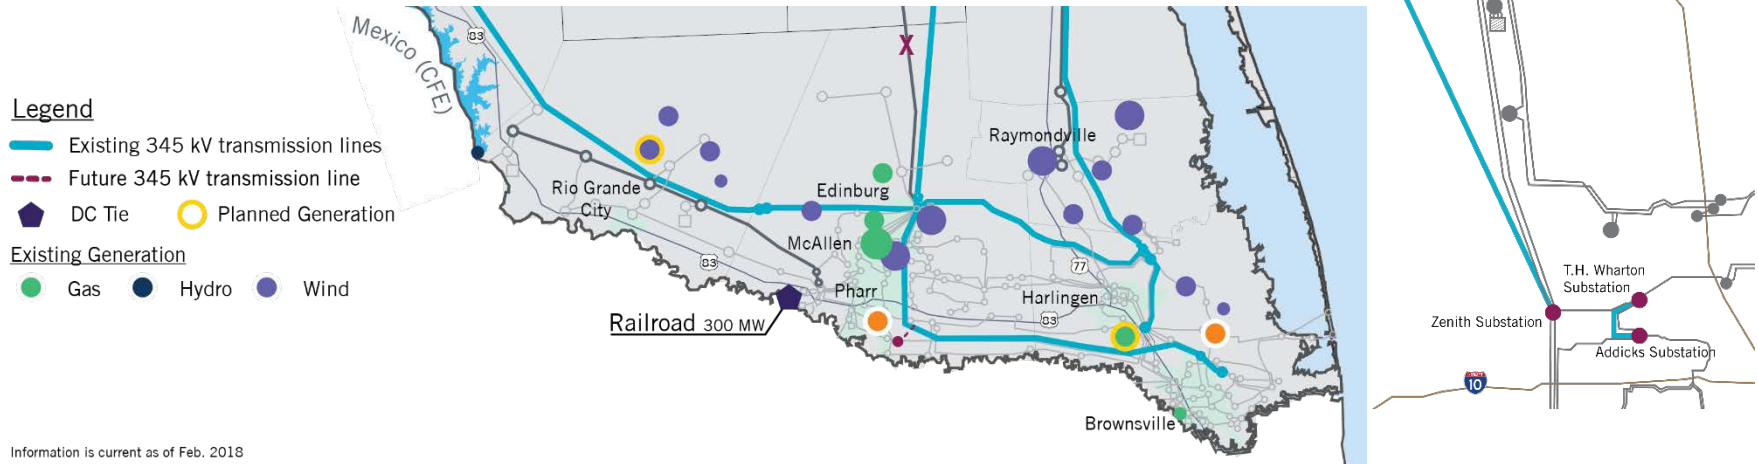 Legend
Existing 345 kV transmission lines
Future 345 kV transmission line
DC Tie
Planned Generation
Existing Generation
Gas
Hydro
Wind
Information is current as of Feb. 2018
Mexico (CFE)
83
X
Raymondville
Rio Grande
City
Edinburg
McAllen
83
77
Pharr
Harlingen
83
Railroad 300 MW
Brownsville
T.H. Wharton
Substation
Zenith Substation
Addicks Substation
10